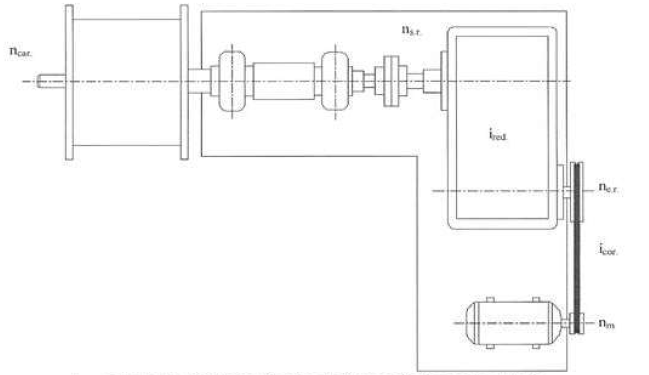 n_s.r.
n_car.
i_red.
n_e.r.
i_cor.
n_m